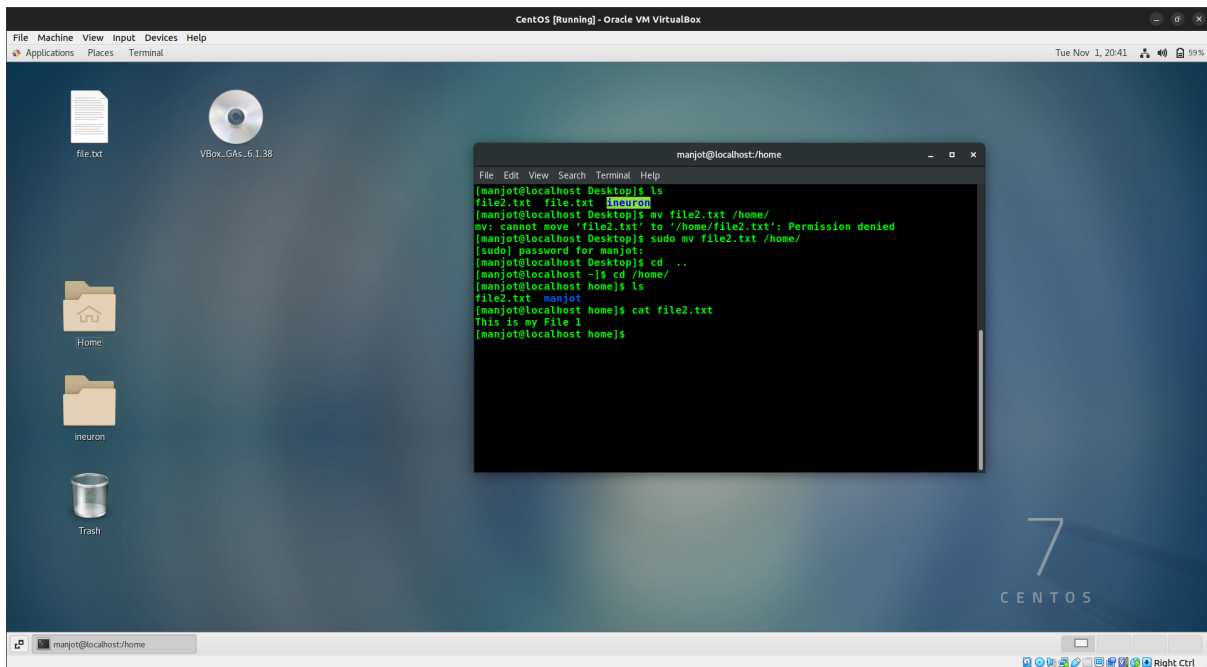 CentOS [Running] - Oracle VM VirtualBox
File Machine View Input Devices Help
Applications Places Terminal
Tue Nov 1, 20:41
59%
file.txt
VBox_GAs_6.1.38
Home
ineuron
Trash
manjot@localhost:/home
File Edit View Search Terminal Help
[manjot@localhost Desktop]$ ls
file2.txt file.txt ineuron
[manjot@localhost Desktop]$ mv file2.txt /home/
mv: cannot move ‘file2.txt’ to ‘/home/file2.txt’: Permission denied
[manjot@localhost Desktop]$ sudo mv file2.txt /home/
[sudo] password for manjot:
[manjot@localhost Desktop]$ cd ..
[manjot@localhost ~]$ cd /home/
[manjot@localhost home]$ ls
file2.txt manjot
[manjot@localhost home]$ cat file2.txt
This is my File 1
[manjot@localhost home]$
7
CENTOS
manjot@localhost:/home
Right Ctrl